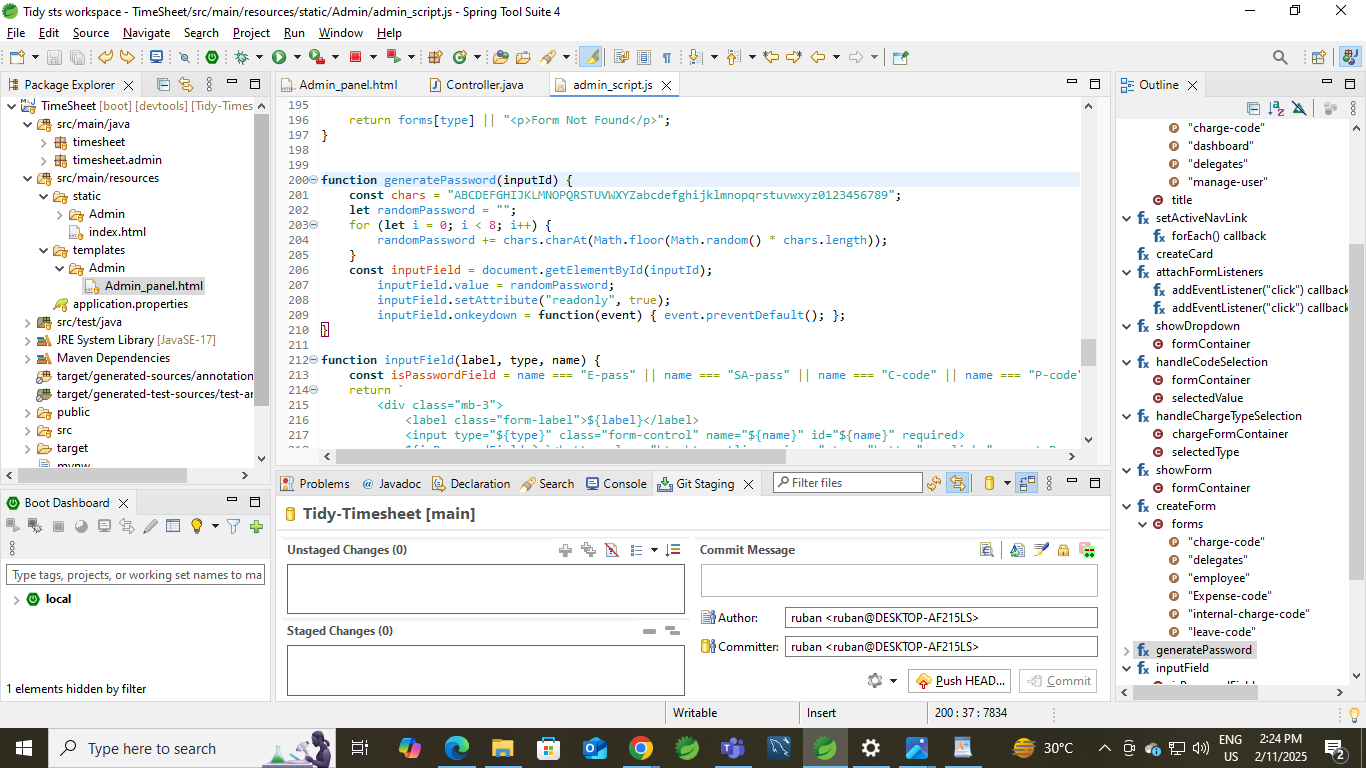 Tidy sts workspace - TimeSheet/src/main/resources/static/Admin/admin_script.js - Spring Tool Suite 4
File Edit Source Navigate Search Project Run Window Help
Package Explorer
TimeSheet [boot] [devtools] [Tidy-Times
src/main/java
timesheet
timesheet.admin
src/main/resources
static
Admin
index.html
templates
Admin
Admin_panel.html
application.properties
src/test/java
JRE System Library [JavaSE-17]
Maven Dependencies
target/generated-sources/annotation
target/generated-test-sources/test-ar
public
src
target
mvnw
Boot Dashboard
Type tags, projects, or working set names to ma
local
1 elements hidden by filter
Admin_panel.html Controller.java admin_script.js
195
196 return forms[type] || "<p>Form Not Found</p>";
197 }
198
199
200 function generatePassword(inputId) {
201 const chars = "ABCDEFGHIJKLMNOPQRSTUVWXYZabcdefghijklmnopqrstuvwxyz0123456789";
202 let randomPassword = "";
203 for (let i = 0; i < 8; i++) {
204 randomPassword += chars.charAt(Math.floor(Math.random() * chars.length));
205 }
206 const inputField = document.getElementById(inputId);
207 inputField.value = randomPassword;
208 inputField.setAttribute("readonly", true);
209 inputField.onkeydown = function(event) { event.preventDefault(); };
210 }
211
212 function inputField(label, type, name) {
213 const isPasswordField = name === "E-pass" || name === "SA-pass" || name === "C-code" || name === "P-code"
214 return `
215 <div class="mb-3">
216 <label class="form-label">${label}</label>
217 <input type="${type}" class="form-control" name="${name}" id="${name}" required>
Problems Javadoc Declaration Search Console Git Staging
Filter files
Tidy-Timesheet [main]
Unstaged Changes (0)
Staged Changes (0)
Commit Message
Author: ruban <ruban@DESKTOP-AF215LS>
Committer: ruban <ruban@DESKTOP-AF215LS>
Push HEAD... Commit
Outline
"charge-code"
"dashboard"
"delegates"
"manage-user"
title
setActiveNavLink
forEach() callback
createCard
attachFormListeners
addEventListener("click") callback
addEventListener("click") callback
showDropdown
formContainer
handleCodeSelection
formContainer
selectedValue
handleChargeTypeSelection
chargeFormContainer
selectedType
showForm
formContainer
createForm
forms
"charge-code"
"delegates"
"employee"
"Expense-code"
"internal-charge-code"
"leave-code"
generatePassword
inputField
Writable Insert 200 : 37 : 7834
Type here to search
30°C
ENG
US
2:24 PM
2/11/2025
2